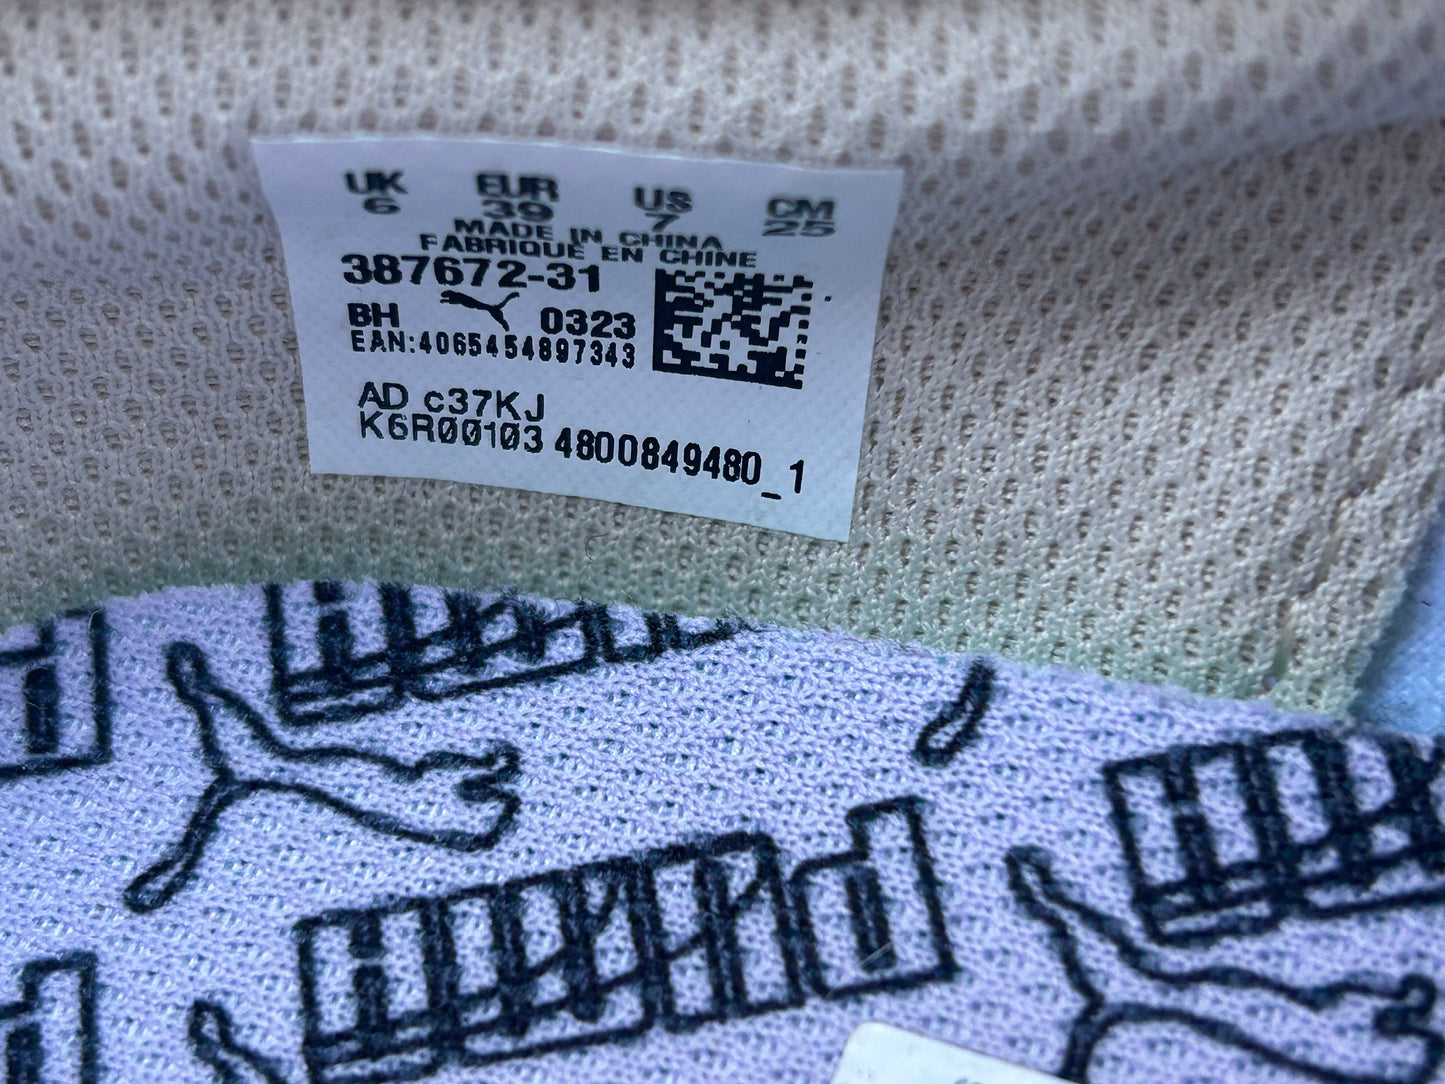 UK EUR US CM
6 39 7 25
MADE IN CHINA
FABRIQUE EN CHINE
387672-31
BH 0323
EAN:4065454897343
AD c37KJ
K6R00103 4800849480_1